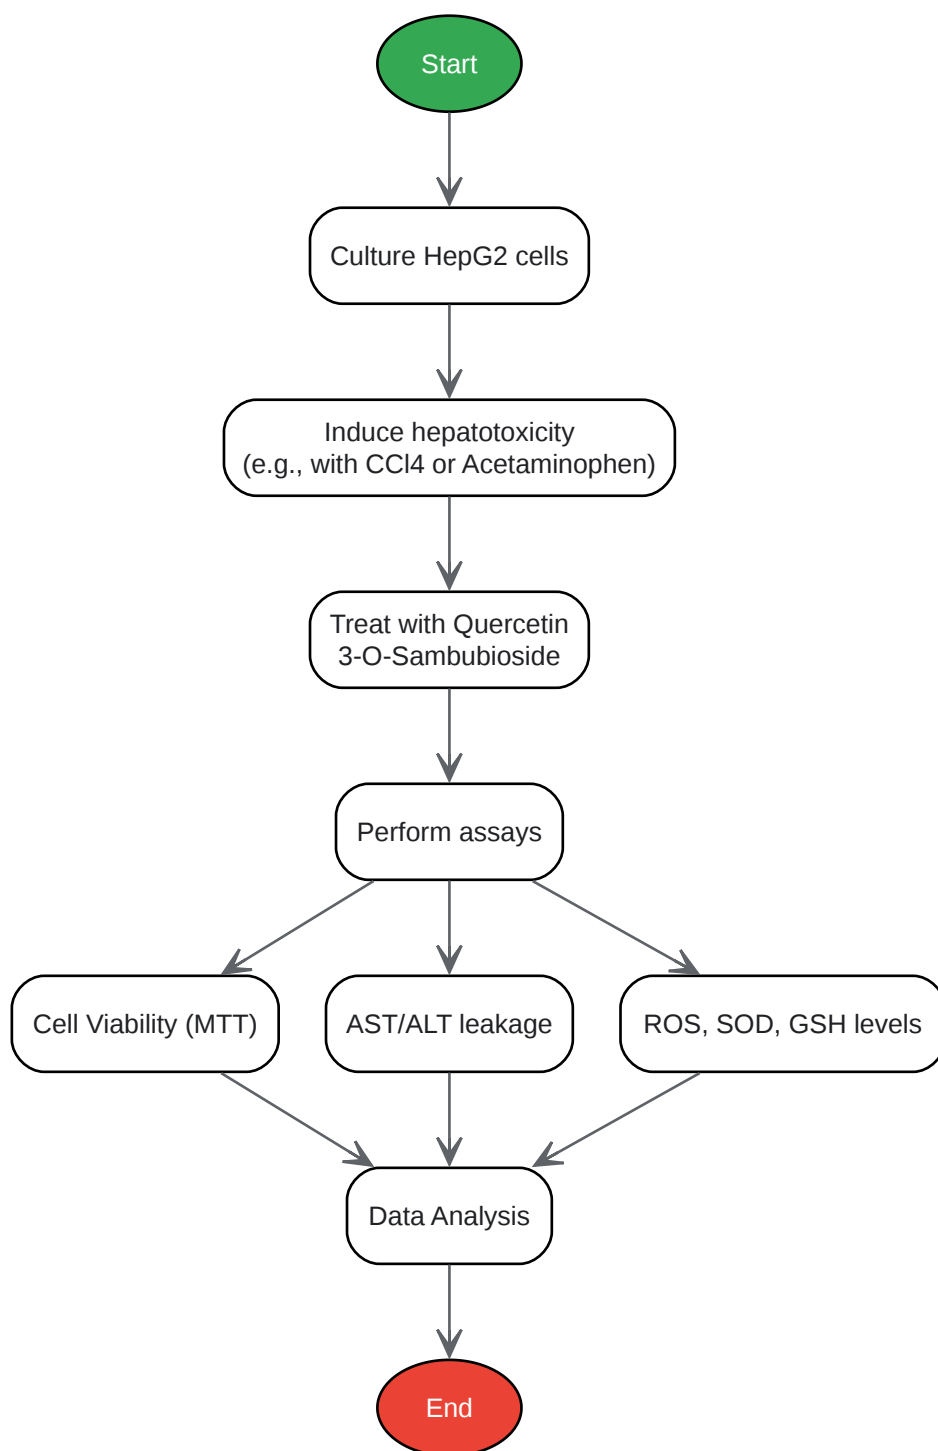 Start
Culture HepG2 cells
Induce hepatotoxicity
(e.g., with CCl4 or Acetaminophen)
Treat with Quercetin
3-O-Sambubioside
Perform assays
Cell Viability (MTT)
AST/ALT leakage
ROS, SOD, GSH levels
Data Analysis
End